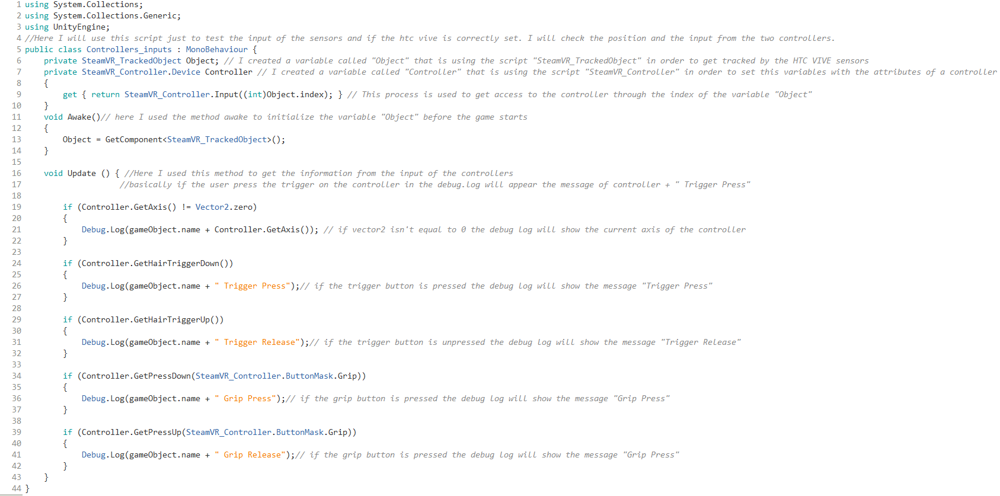 1 using System.Collections;
2 using System.Collections.Generic;
3 using UnityEngine;
4 //Here I will use this script just to test the input of the sensors and if the htc vive is correctly set. I will check the position and the input from the two controllers.
5 public class Controllers_inputs : MonoBehaviour {
6     private SteamVR_TrackedObject Object; // I created a variable called "Object" that is using the script "SteamVR_TrackedObject" in order to get tracked by the HTC VIVE sensors
7     private SteamVR_Controller.Device Controller // I created a variable called "Controller" that is using the script "SteamVR_Controller" in order to set this variables with the attributes of a controller
8     {
9         get { return SteamVR_Controller.Input((int)Object.index); } // This process is used to get access to the controller through the index of the variable "Object"
10     }
11     void Awake()// here I used the method awake to initialize the variable "Object" before the game starts
12     {
13         Object = GetComponent<SteamVR_TrackedObject>();
14     }
15
16     void Update () { //Here I used this method to get the information from the input of the controllers
17                     //basically if the user press the trigger on the controller in the debug.log will appear the message of controller + " Trigger Press"
18
19         if (Controller.GetAxis() != Vector2.zero)
20         {
21             Debug.Log(gameObject.name + Controller.GetAxis()); // if vector2 isn't equal to 0 the debug log will show the current axis of the controller
22         }
23
24         if (Controller.GetHairTriggerDown())
25         {
26             Debug.Log(gameObject.name + " Trigger Press");// if the trigger button is pressed the debug log will show the message "Trigger Press"
27         }
28
29         if (Controller.GetHairTriggerUp())
30         {
31             Debug.Log(gameObject.name + " Trigger Release");// if the trigger button is unpressed the debug log will show the message "Trigger Release"
32         }
33
34         if (Controller.GetPressDown(SteamVR_Controller.ButtonMask.Grip))
35         {
36             Debug.Log(gameObject.name + " Grip Press");// if the grip button is pressed the debug log will show the message "Grip Press"
37         }
38
39         if (Controller.GetPressUp(SteamVR_Controller.ButtonMask.Grip))
40         {
41             Debug.Log(gameObject.name + " Grip Release");// if the grip button is pressed the debug log will show the message "Grip Press"
42         }
43     }
44 }